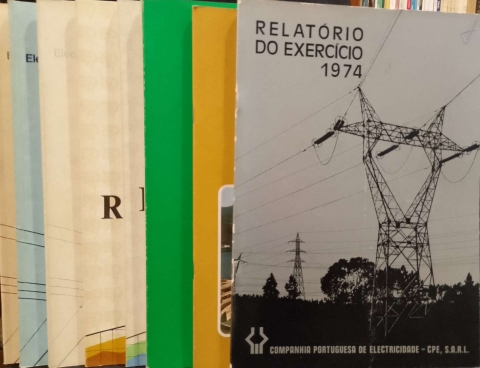 RELATÓRIO
DO EXERCÍCIO
1974
COMPANHIA PORTUGUESA DE ELECTRICIDADE - CPE, S.A.R.L.
R